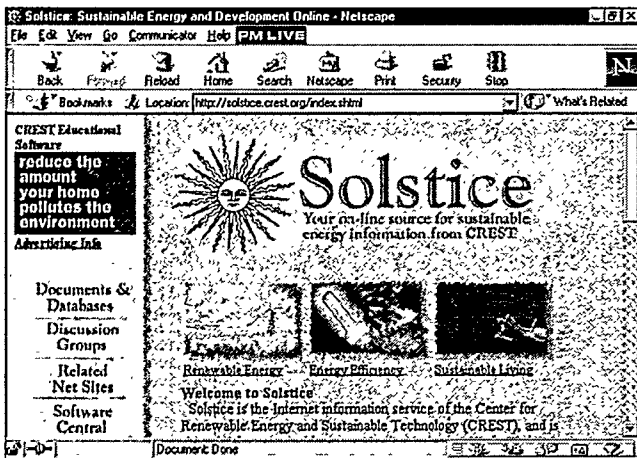 Solstice: Sustainable Energy and Development Online - Netscape
File Edit View Go Communicator Help PM LIVE
Back Forward Reload Home Search Netscape Print Security Stop
Bookmarks Location: http://solstice.crest.org/index.shtml What's Related
CREST Educational
Software
reduce the
amount
your home
pollutes the
environment
Advertising Info
Documents &
Databases
Discussion
Groups
Related
Net Sites
Software
Central
Solstice
Your on-line source for sustainable
energy information from CREST
Renewable Energy Energy Efficiency Sustainable Living
Welcome to Solstice
Solstice is the Internet information service of the Center for
Renewable Energy and Sustainable Technology (CREST), and is
Document: Done